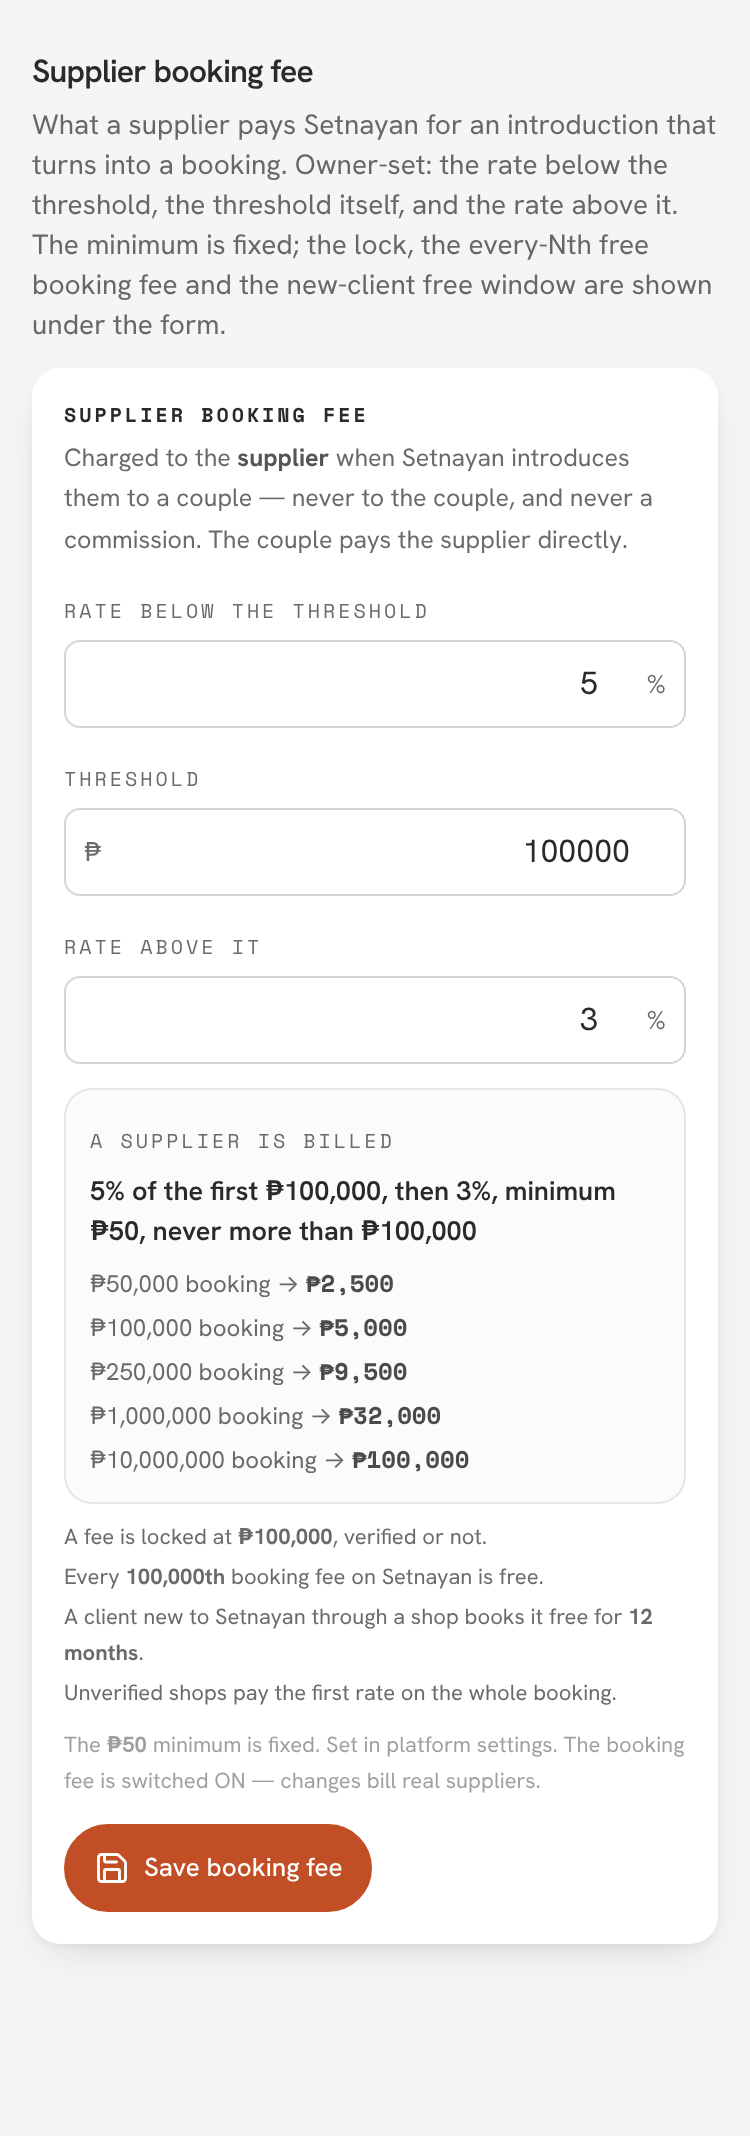 Supplier booking fee
What a supplier pays Setnayan for an introduction that
turns into a booking. Owner-set: the rate below the
threshold, the threshold itself, and the rate above it.
The minimum is fixed; the lock, the every-Nth free
booking fee and the new-client free window are shown
under the form.
SUPPLIER BOOKING FEE
Charged to the supplier when Setnayan introduces
them to a couple — never to the couple, and never a
commission. The couple pays the supplier directly.
RATE BELOW THE THRESHOLD
5 %
THRESHOLD
₱ 100000
RATE ABOVE IT
3 %
A SUPPLIER IS BILLED
5% of the first ₱100,000, then 3%, minimum
₱50, never more than ₱100,000
₱50,000 booking → ₱2,500
₱100,000 booking → ₱5,000
₱250,000 booking → ₱9,500
₱1,000,000 booking → ₱32,000
₱10,000,000 booking → ₱100,000
A fee is locked at ₱100,000, verified or not.
Every 100,000th booking fee on Setnayan is free.
A client new to Setnayan through a shop books it free for 12
months.
Unverified shops pay the first rate on the whole booking.
The ₱50 minimum is fixed. Set in platform settings. The booking
fee is switched ON — changes bill real suppliers.
Save booking fee